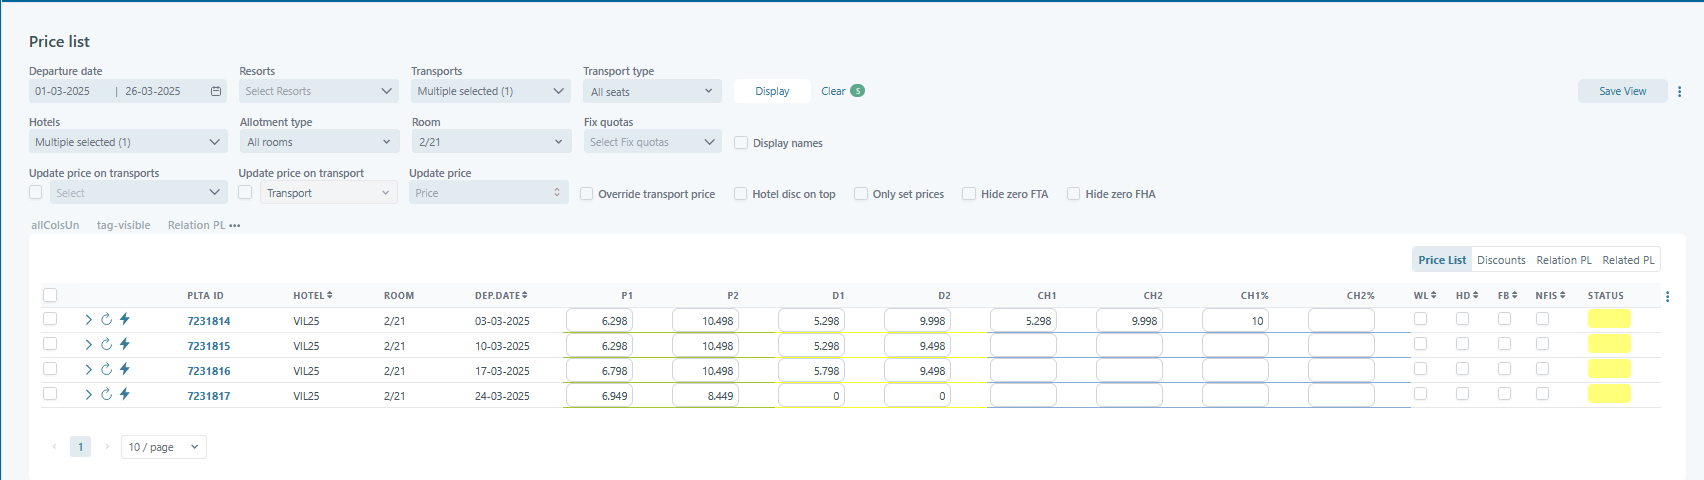 Price list
Departure date Resorts Transports Transport type
01-03-2025 | 26-03-2025 Select Resorts Multiple selected (1) All seats Display Clear 5 Save View
Hotels Allotment type Room Fix quotas
Multiple selected (1) All rooms 2/21 Select Fix quotas Display names
Update price on transports Update price on transport Update price
Select Transport Price Override transport price Hotel disc on top Only set prices Hide zero FTA Hide zero FHA
allColsUn tag-visible Relation PL •••
Price List Discounts Relation PL Related PL
PLTA ID HOTEL ROOM DEP.DATE P1 P2 D1 D2 CH1 CH2 CH1% CH2% WL HD FB NFIS STATUS
7231814 VIL25 2/21 03-03-2025 6.298 10.498 5.298 9.998 5.298 9.998 10
7231815 VIL25 2/21 10-03-2025 6.298 10.498 5.298 9.498
7231816 VIL25 2/21 17-03-2025 6.798 10.498 5.798 9.498
7231817 VIL25 2/21 24-03-2025 6.949 8.449 0 0
1 10 / page